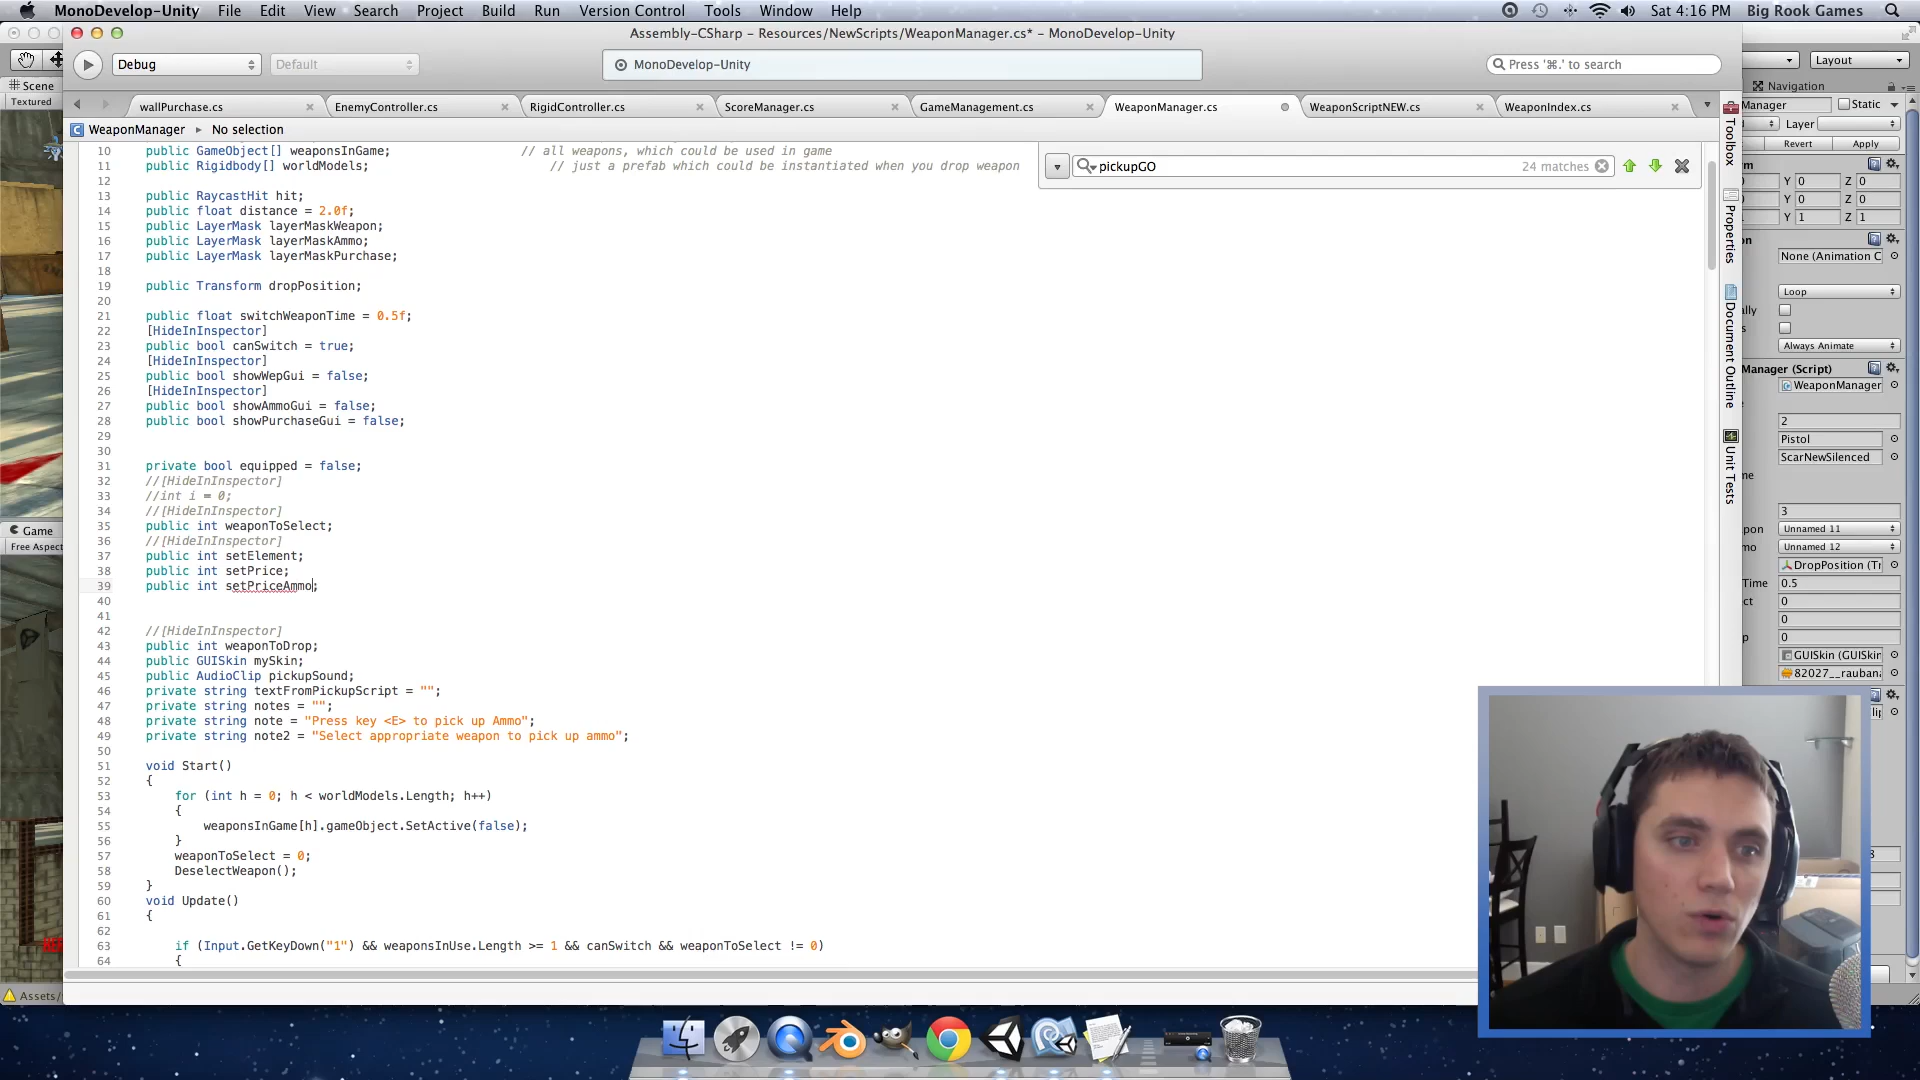 MonoDevelop-Unity File Edit View Search Project Build Run Version Control Tools Window Help Sat 4:16 PM Big Rook Games
Assembly-CSharp – Resources/NewScripts/WeaponManager.cs* – MonoDevelop-Unity
Debug Default MonoDevelop-Unity Press '⌘.' to search Layout
Scene
Textured
wallPurchase.cs EnemyController.cs RigidController.cs ScoreManager.cs GameManagement.cs WeaponManager.cs WeaponScriptNEW.cs WeaponIndex.cs
WeaponManager ▸ No selection
pickupGO 24 matches
10 public GameObject[] weaponsInGame; // all weapons, which could be used in game
11 public Rigidbody[] worldModels; // just a prefab which could be instantiated when you drop weapon
12
13 public RaycastHit hit;
14 public float distance = 2.0f;
15 public LayerMask layerMaskWeapon;
16 public LayerMask layerMaskAmmo;
17 public LayerMask layerMaskPurchase;
18
19 public Transform dropPosition;
20
21 public float switchWeaponTime = 0.5f;
22 [HideInInspector]
23 public bool canSwitch = true;
24 [HideInInspector]
25 public bool showWepGui = false;
26 [HideInInspector]
27 public bool showAmmoGui = false;
28 public bool showPurchaseGui = false;
29
30
31 private bool equipped = false;
32 //[HideInInspector]
33 //int i = 0;
34 //[HideInInspector]
35 public int weaponToSelect;
36 //[HideInInspector]
37 public int setElement;
38 public int setPrice;
39 public int setPriceAmmo;
40
41
42 //[HideInInspector]
43 public int weaponToDrop;
44 public GUISkin mySkin;
45 public AudioClip pickupSound;
46 private string textFromPickupScript = "";
47 private string notes = "";
48 private string note = "Press key <E> to pick up Ammo";
49 private string note2 = "Select appropriate weapon to pick up ammo";
50
51 void Start()
52 {
53 for (int h = 0; h < worldModels.Length; h++)
54 {
55 weaponsInGame[h].gameObject.SetActive(false);
56 }
57 weaponToSelect = 0;
58 DeselectWeapon();
59 }
60 void Update()
61 {
62
63 if (Input.GetKeyDown("1") && weaponsInUse.Length >= 1 && canSwitch && weaponToSelect != 0)
64 {
Game
Free Aspect
Assets/
Toolbox
Properties
Document Outline
Unit Tests
Navigation
Manager Static
Layer
Revert Apply
Y 0 Z 0
Y 0 Z 0
Y 1 Z 1
None (Animation C
Loop
Always Animate
Manager (Script)
WeaponManager
2
Pistol
ScarNewSilenced
3
Unnamed 11
Unnamed 12
DropPosition (Tr
Time 0.5
0
0
0
GUISkin (GUISkin
82027__raubana